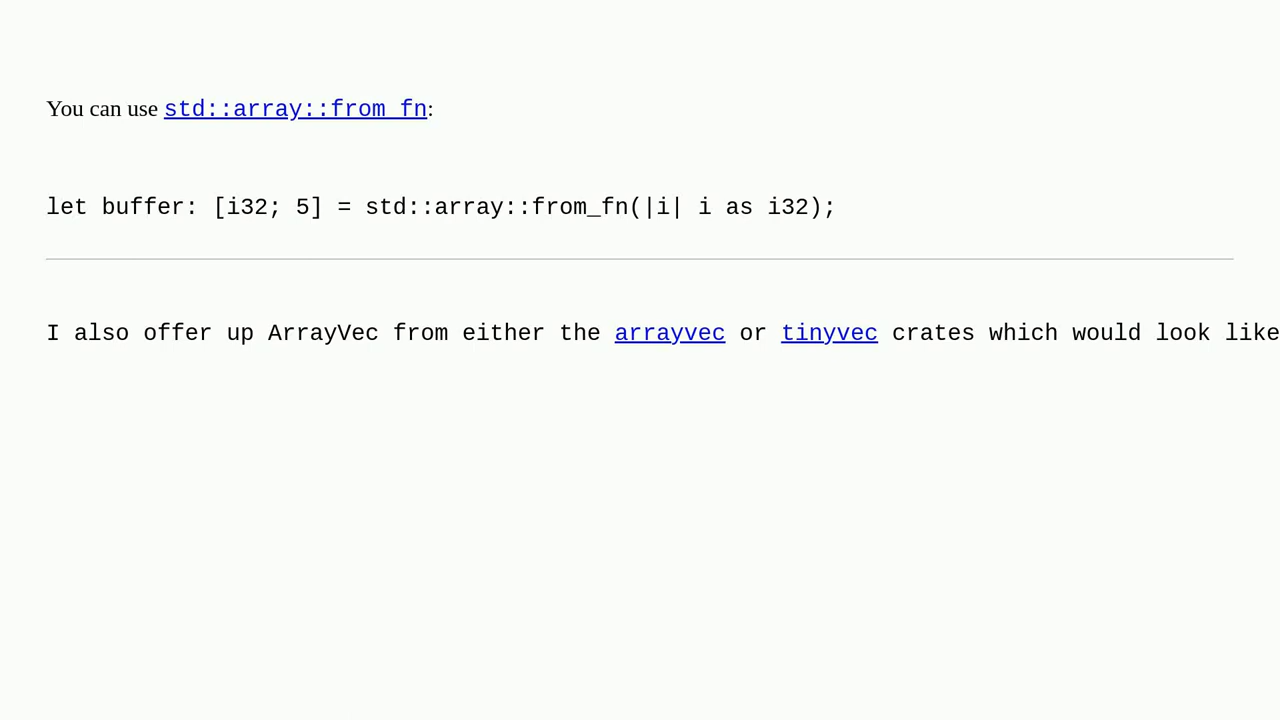 You can use std::array::from_fn:
let buffer: [i32; 5] = std::array::from_fn(|i| i as i32);
I also offer up ArrayVec from either the arrayvec or tinyvec crates which would look like